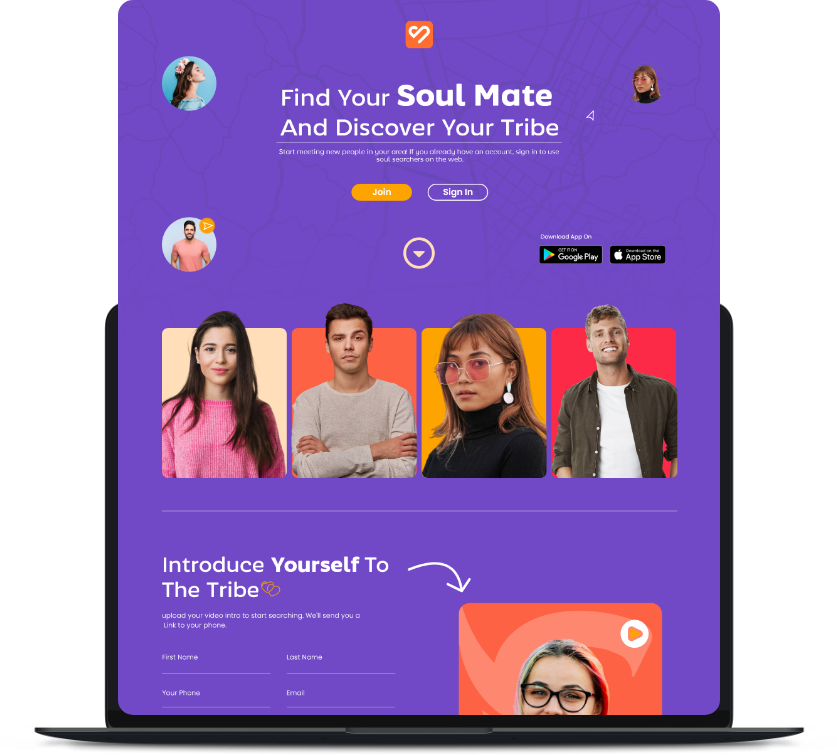 Find Your Soul Mate
And Discover Your Tribe
Start meeting new people in your area! If you already have an account, sign in to use
soul searchers on the web.
Join
Sign In
Download App On
GET IT ON
Google Play
Download on the
App Store
Introduce Yourself To
The Tribe
upload your video intro to start searching. We'll send you a
Link to your phone.
First Name
Last Name
Your Phone
Email